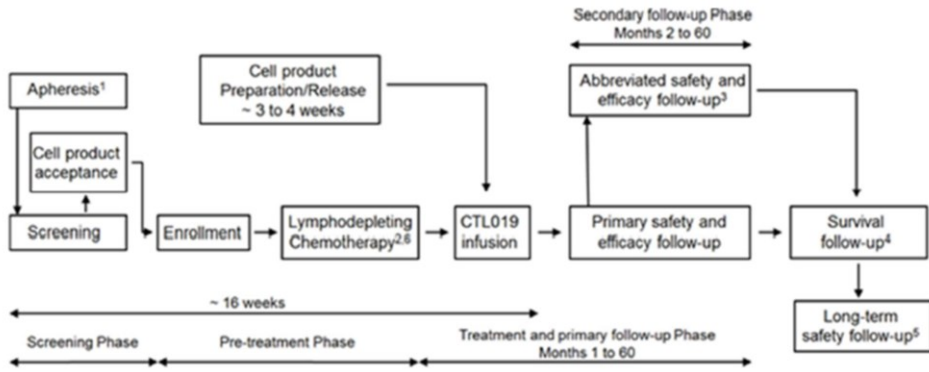 Secondary follow-up Phase
Months 2 to 60
Apheresis¹
Cell product
Preparation/Release
~ 3 to 4 weeks
Abbreviated safety and
efficacy follow-up³
Cell product
acceptance
Screening
Enrollment
Lymphodepleting
Chemotherapy²,⁶
CTL019
infusion
Primary safety and
efficacy follow-up
Survival
follow-up⁴
~ 16 weeks
Long-term
safety follow-up⁵
Screening Phase
Pre-treatment Phase
Treatment and primary follow-up Phase
Months 1 to 60